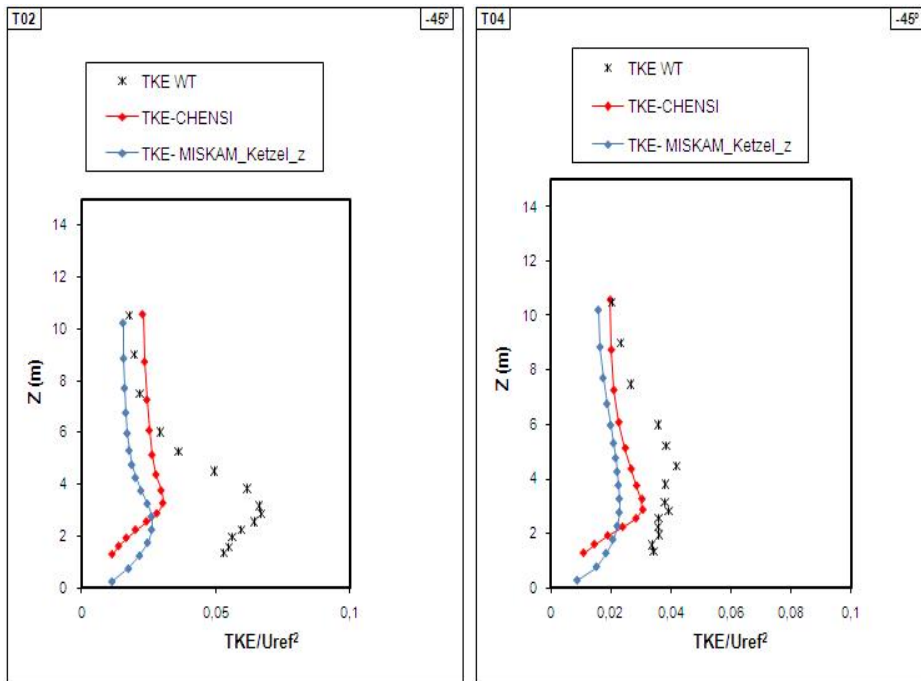 T02
-45º
TKE WT
TKE-CHENSI
TKE- MISKAM_Ketzel_z
14
12
10
8
6
4
2
0
Z (m)
0
0,05
0,1
TKE/Uref²
T04
-45º
TKE WT
TKE-CHENSI
TKE- MISKAM_Ketzel_z
14
12
10
8
6
4
2
0
Z (m)
0
0,02
0,04
0,06
0,08
0,1
TKE/Uref²